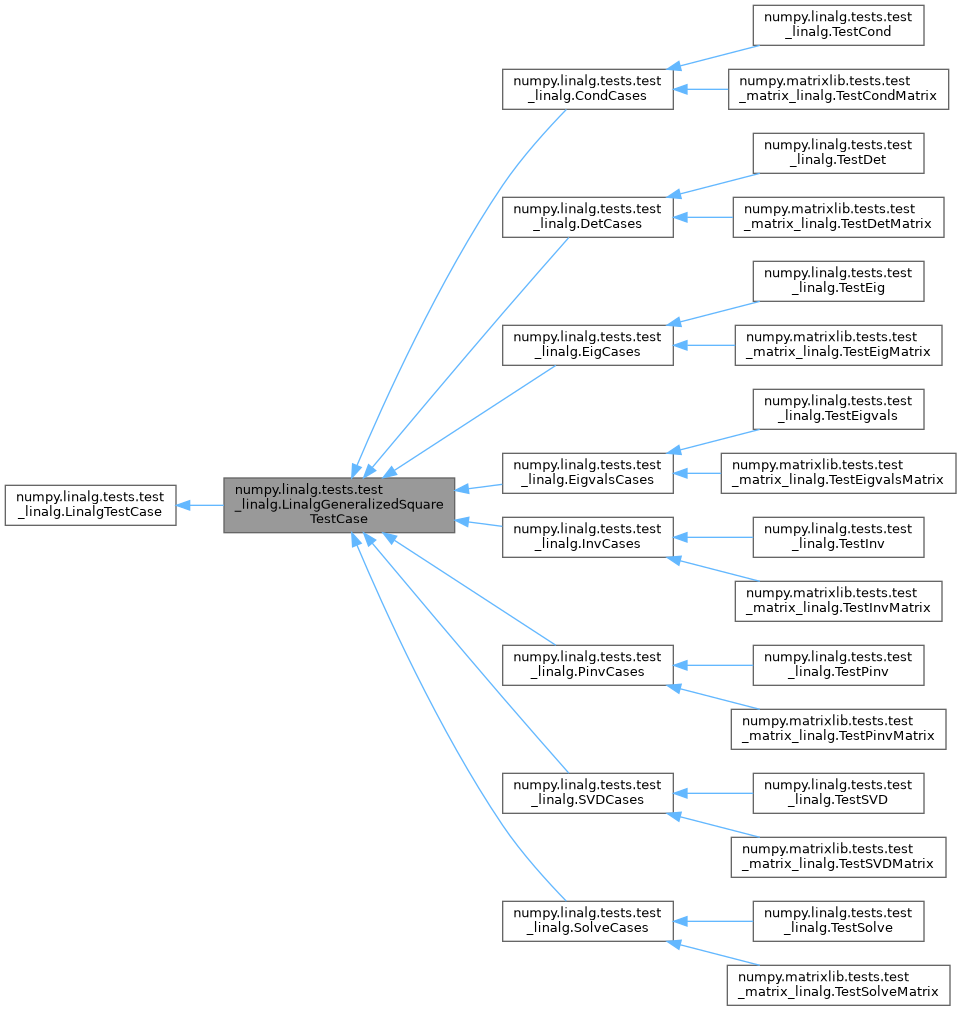 numpy.linalg.tests.test
_linalg.LinalgTestCase
numpy.linalg.tests.test
_linalg.LinalgGeneralizedSquare
TestCase
numpy.linalg.tests.test
_linalg.CondCases
numpy.linalg.tests.test
_linalg.TestCond
numpy.matrixlib.tests.test
_matrix_linalg.TestCondMatrix
numpy.linalg.tests.test
_linalg.DetCases
numpy.linalg.tests.test
_linalg.TestDet
numpy.matrixlib.tests.test
_matrix_linalg.TestDetMatrix
numpy.linalg.tests.test
_linalg.EigCases
numpy.linalg.tests.test
_linalg.TestEig
numpy.matrixlib.tests.test
_matrix_linalg.TestEigMatrix
numpy.linalg.tests.test
_linalg.EigvalsCases
numpy.linalg.tests.test
_linalg.TestEigvals
numpy.matrixlib.tests.test
_matrix_linalg.TestEigvalsMatrix
numpy.linalg.tests.test
_linalg.InvCases
numpy.linalg.tests.test
_linalg.TestInv
numpy.matrixlib.tests.test
_matrix_linalg.TestInvMatrix
numpy.linalg.tests.test
_linalg.PinvCases
numpy.linalg.tests.test
_linalg.TestPinv
numpy.matrixlib.tests.test
_matrix_linalg.TestPinvMatrix
numpy.linalg.tests.test
_linalg.SVDCases
numpy.linalg.tests.test
_linalg.TestSVD
numpy.matrixlib.tests.test
_matrix_linalg.TestSVDMatrix
numpy.linalg.tests.test
_linalg.SolveCases
numpy.linalg.tests.test
_linalg.TestSolve
numpy.matrixlib.tests.test
_matrix_linalg.TestSolveMatrix